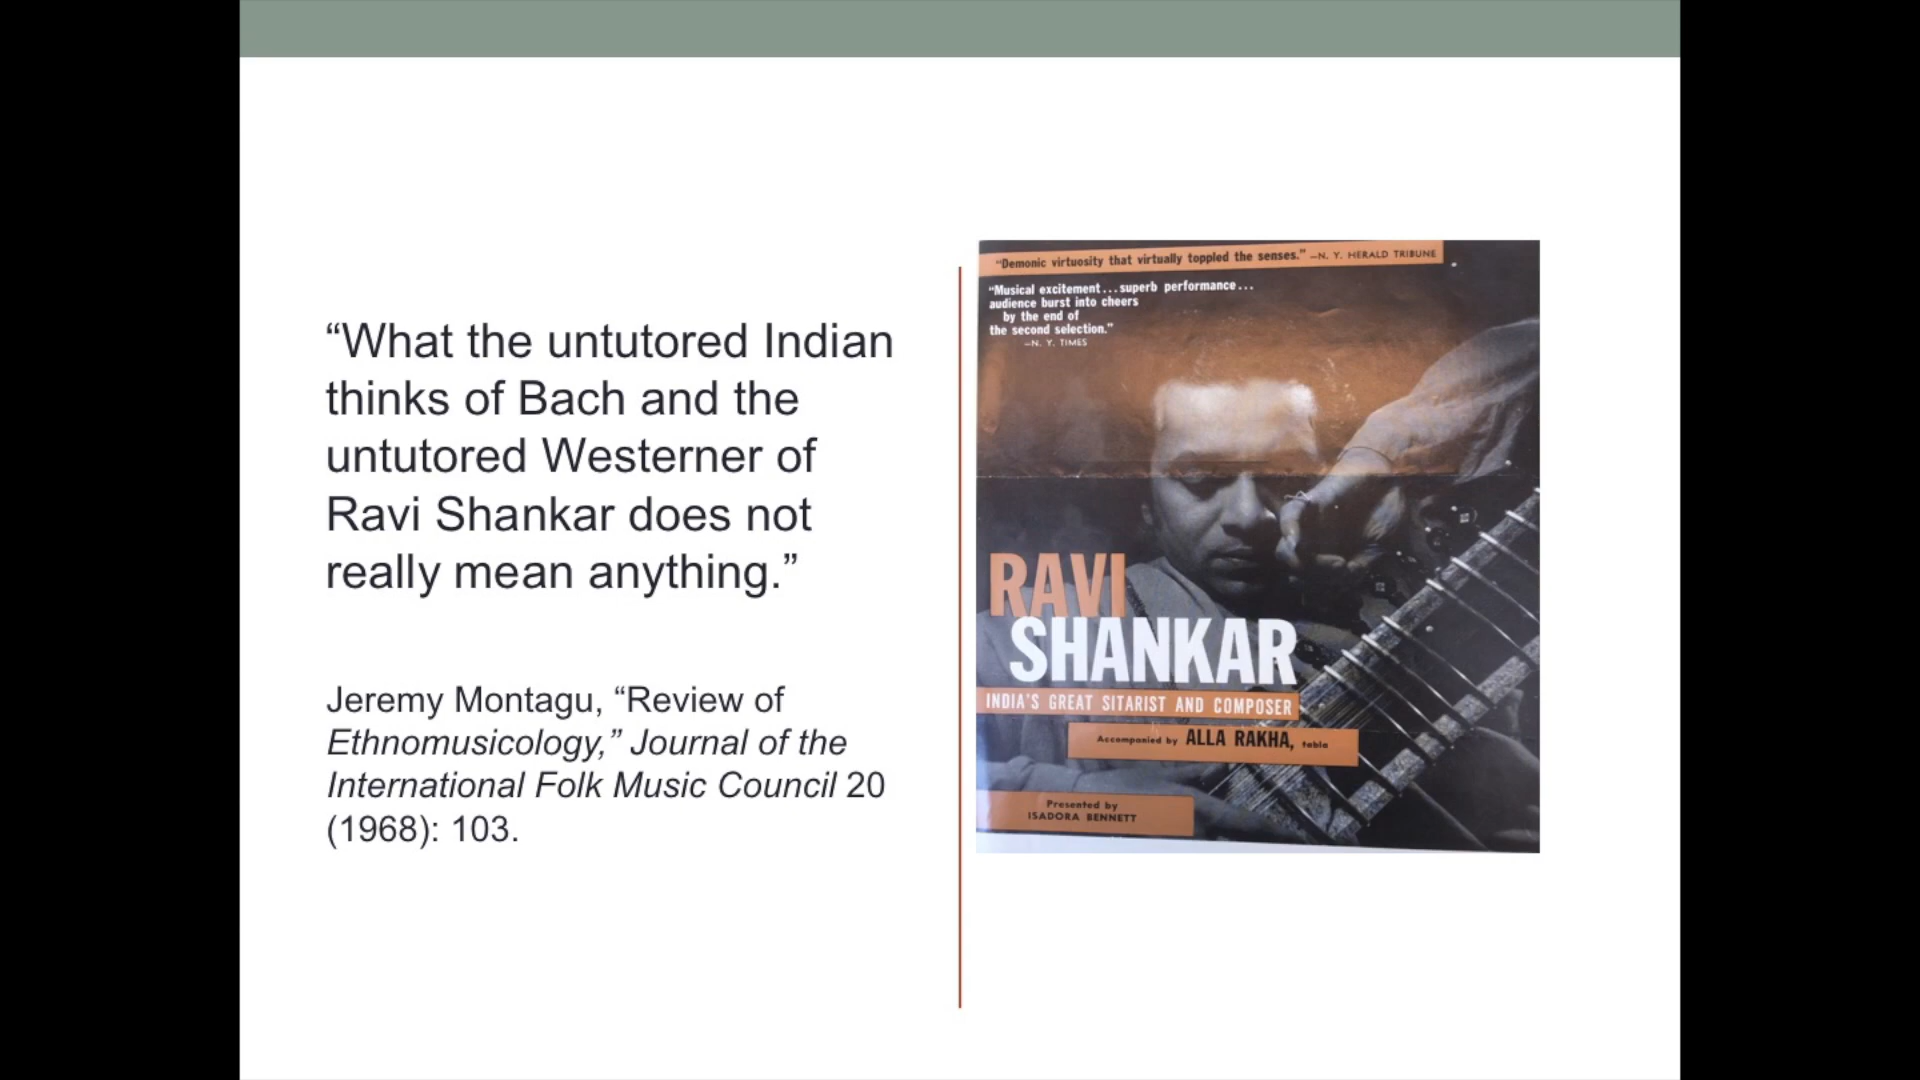 “What the untutored Indian
thinks of Bach and the
untutored Westerner of
Ravi Shankar does not
really mean anything.”
Jeremy Montagu, “Review of
Ethnomusicology,” Journal of the
International Folk Music Council 20
(1968): 103.
“Demonic virtuosity that virtually toppled the senses.” —N. Y. HERALD TRIBUNE
“Musical excitement...superb performance...
audience burst into cheers
by the end of
the second selection.”
—N. Y. TIMES
RAVI
SHANKAR
INDIA'S GREAT SITARIST AND COMPOSER
Accompanied by ALLA RAKHA, tabla
Presented by
ISADORA BENNETT